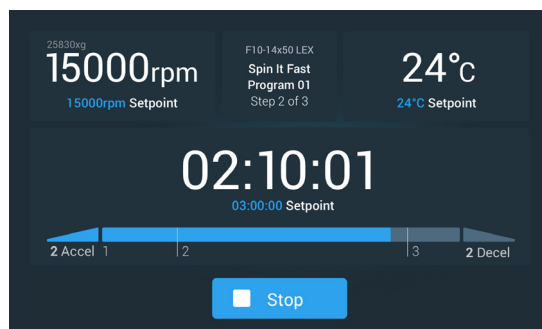 25830xg
15000rpm
15000rpm Setpoint
F10-14x50 LEX
Spin It Fast
Program 01
Step 2 of 3
24°c
24°C Setpoint
02:10:01
03:00:00 Setpoint
2 Accel 1 2 3 2 Decel
Stop